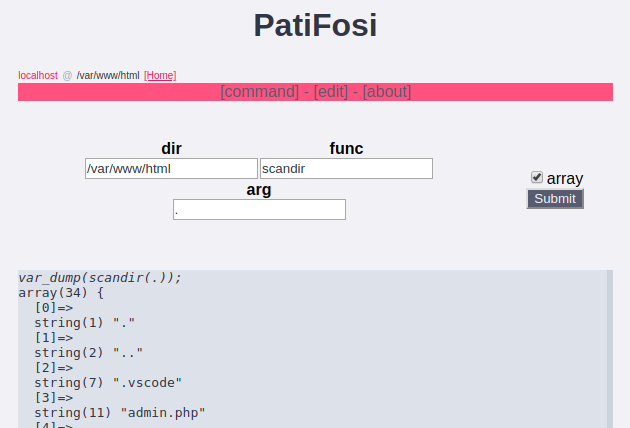 PatiFosi
localhost @ /var/www/html [Home]
[command] - [edit] - [about]
dir func
/var/www/html scandir
arg
.
array
Submit
var_dump(scandir(.));
array(34) {
[0]=>
string(1) "."
[1]=>
string(2) ".."
[2]=>
string(7) ".vscode"
[3]=>
string(11) "admin.php"
[4]=>